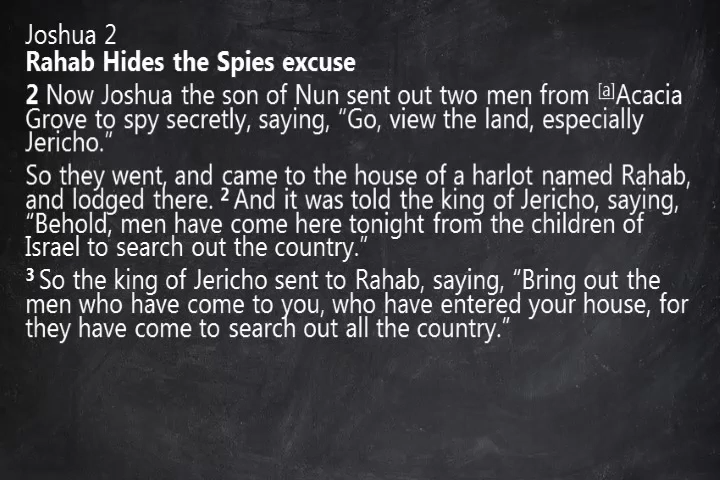 Joshua 2
Rahab Hides the Spies excuse
2 Now Joshua the son of Nun sent out two men from [a]Acacia
Grove to spy secretly, saying, “Go, view the land, especially
Jericho.”
So they went, and came to the house of a harlot named Rahab,
and lodged there. 2 And it was told the king of Jericho, saying,
“Behold, men have come here tonight from the children of
Israel to search out the country.”
3 So the king of Jericho sent to Rahab, saying, “Bring out the
men who have come to you, who have entered your house, for
they have come to search out all the country.”